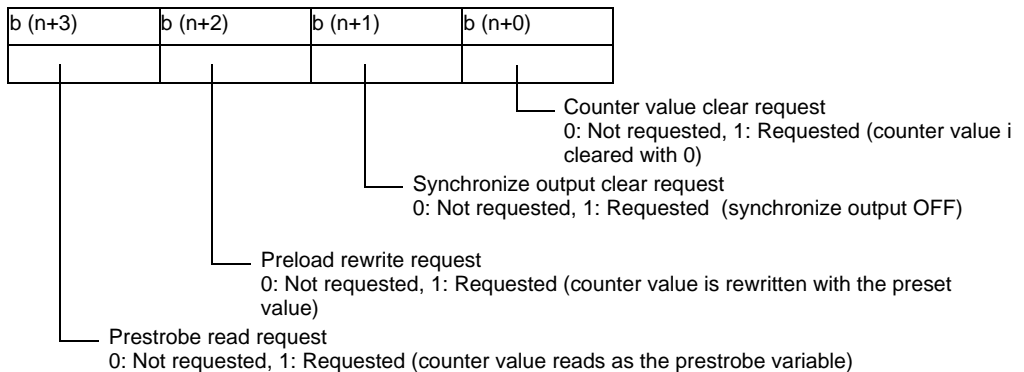 b (n+3) b (n+2) b (n+1) b (n+0)
Counter value clear request
0: Not requested, 1: Requested (counter value i
cleared with 0)
Synchronize output clear request
0: Not requested, 1: Requested (synchronize output OFF)
Preload rewrite request
0: Not requested, 1: Requested (counter value is rewritten with the preset
value)
Prestrobe read request
0: Not requested, 1: Requested (counter value reads as the prestrobe variable)